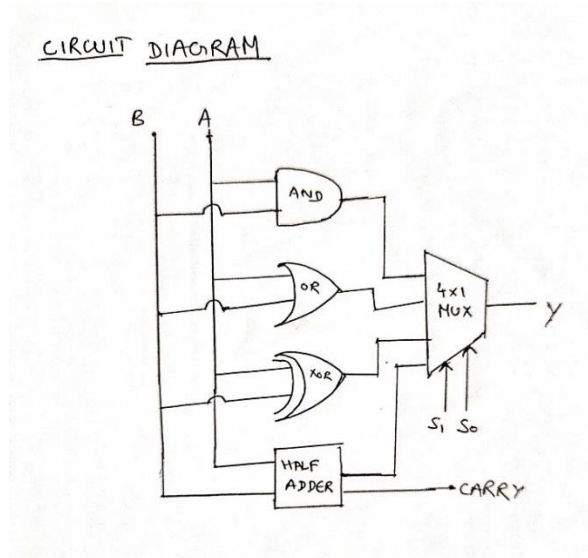 CIRCUIT DIAGRAM
B A
AND
OR
4x1
MUX
Y
XOR
S1 S0
HALF
ADDER
CARRY